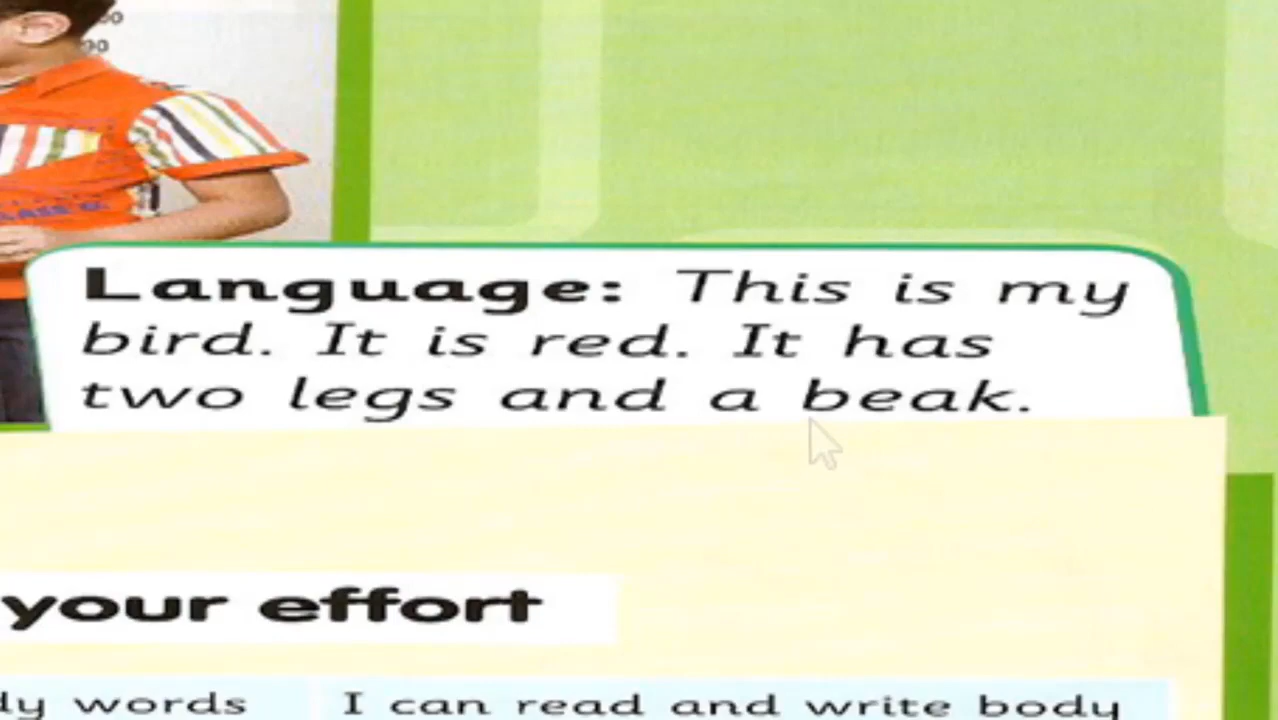 Language: This is my
bird. It is red. It has
two legs and a beak.
your effort
words
I can read and write body